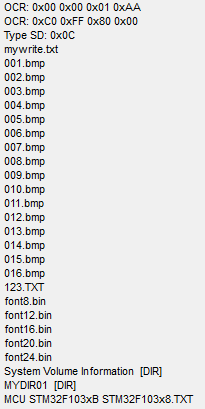 OCR: 0x00 0x00 0x01 0xAA
OCR: 0xC0 0xFF 0x80 0x00
Type SD: 0x0C
mywrite.txt
001.bmp
002.bmp
003.bmp
004.bmp
005.bmp
006.bmp
007.bmp
008.bmp
009.bmp
010.bmp
011.bmp
012.bmp
013.bmp
014.bmp
015.bmp
016.bmp
123.TXT
font8.bin
font12.bin
font16.bin
font20.bin
font24.bin
System Volume Information [DIR]
MYDIR01 [DIR]
MCU STM32F103xB STM32F103x8.TXT